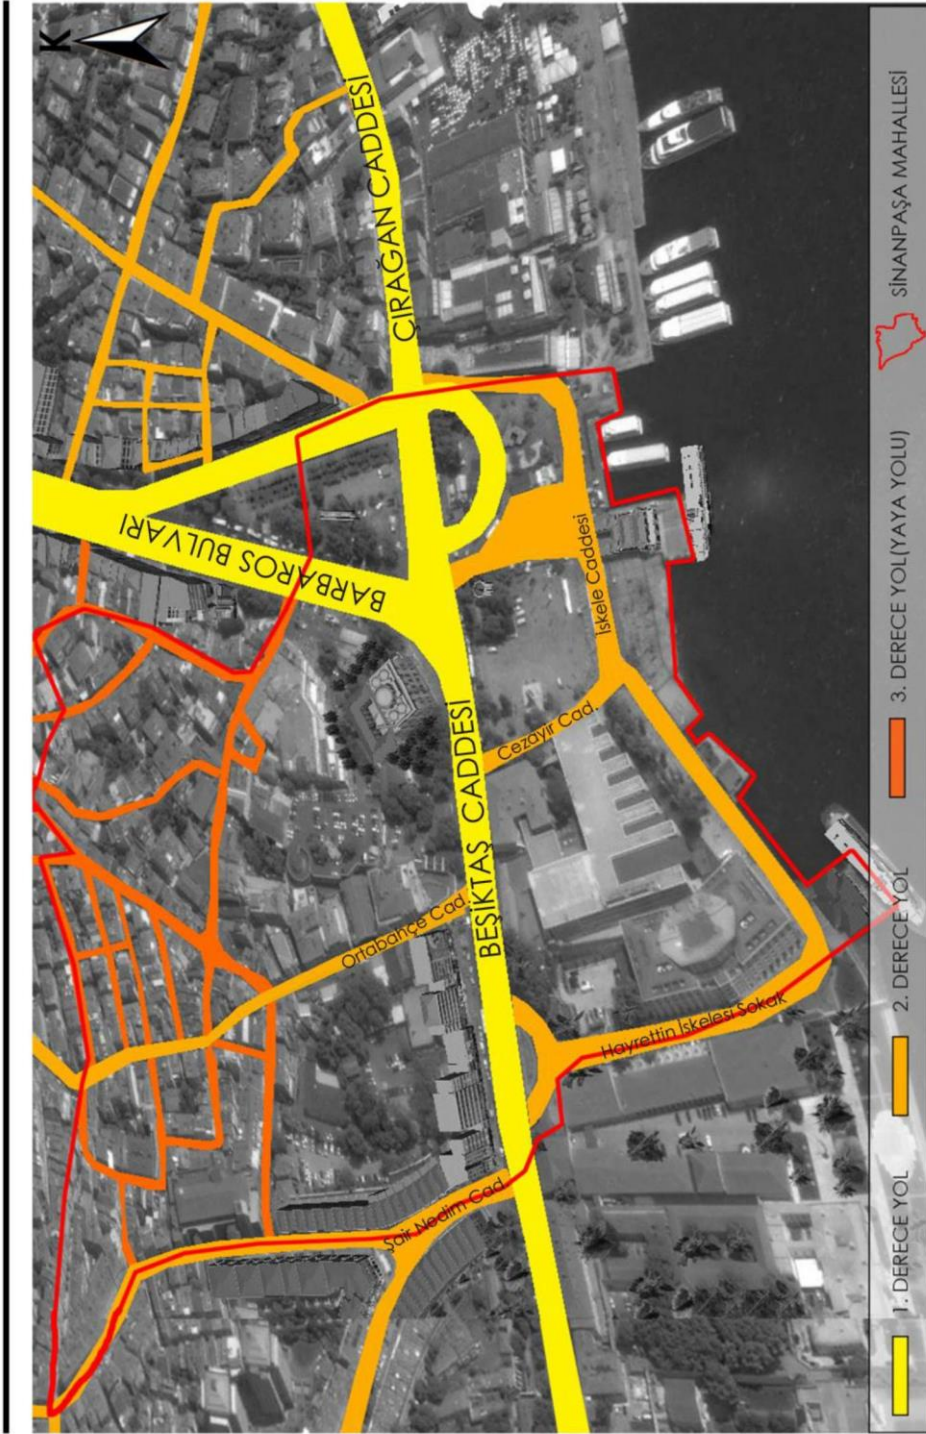 K
ÇIRAĞAN CADDESİ
BARBAROS BULVARI
BEŞİKTAŞ CADDESİ
İskele Caddesi
Cezayir Cad.
Ortabahçe Cad.
Hayrettin İskelesi Sokak
Şair Nedim Cad.
1. DERECE YOL
2. DERECE YOL
3. DERECE YOL(YAYA YOLU)
SİNANPAŞA MAHALLESİ